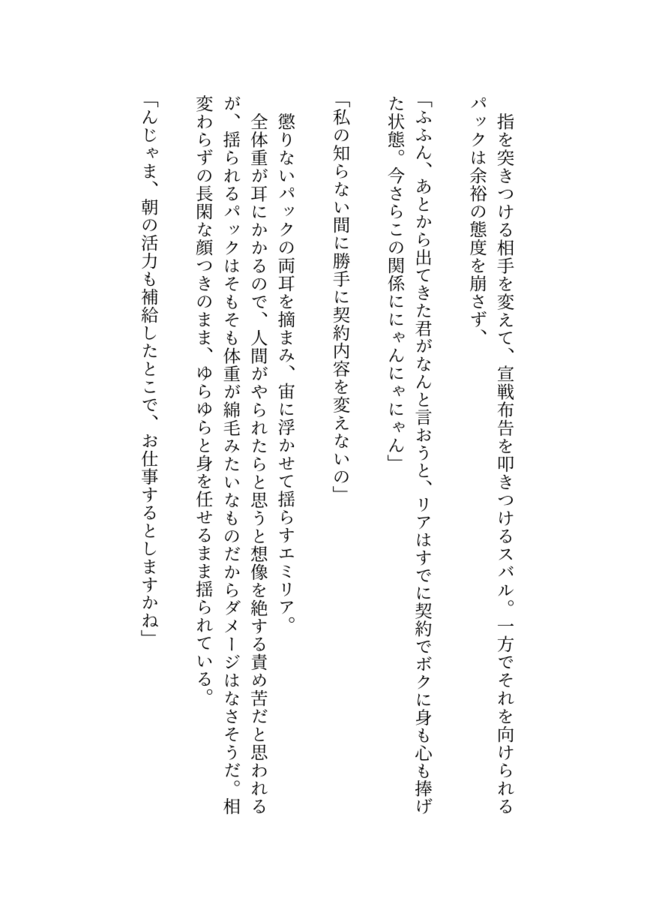 指を突きつける相手を変えて、宣戦布告を叩きつけるスバル。一方でそれを向けられる
パックは余裕の態度を崩さず、
「ふふん、あとから出てきた君がなんと言おうと、リアはすでに契約でボクに身も心も捧げ
た状態。今さらこの関係ににゃんにゃにゃん」
「私の知らない間に勝手に契約内容を変えないの」
懲りないパックの両耳を摘まみ、宙に浮かせて揺らすエミリア。
全体重が耳にかかるので、人間がやられたらと思うと想像を絶する責め苦だと思われる
が、揺られるパックはそもそも体重が綿毛みたいなものだからダメージはなさそうだ。相
変わらずの長閑な顔つきのまま、ゆらゆらと身を任せるまま揺られている。
「んじゃま、朝の活力も補給したとこで、お仕事するとしますかね」